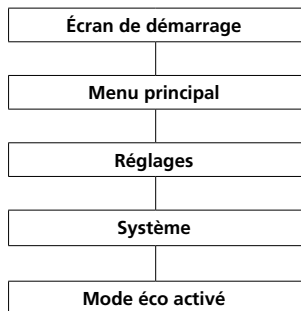 Écran de démarrage
Menu principal
Réglages
Système
Mode éco activé